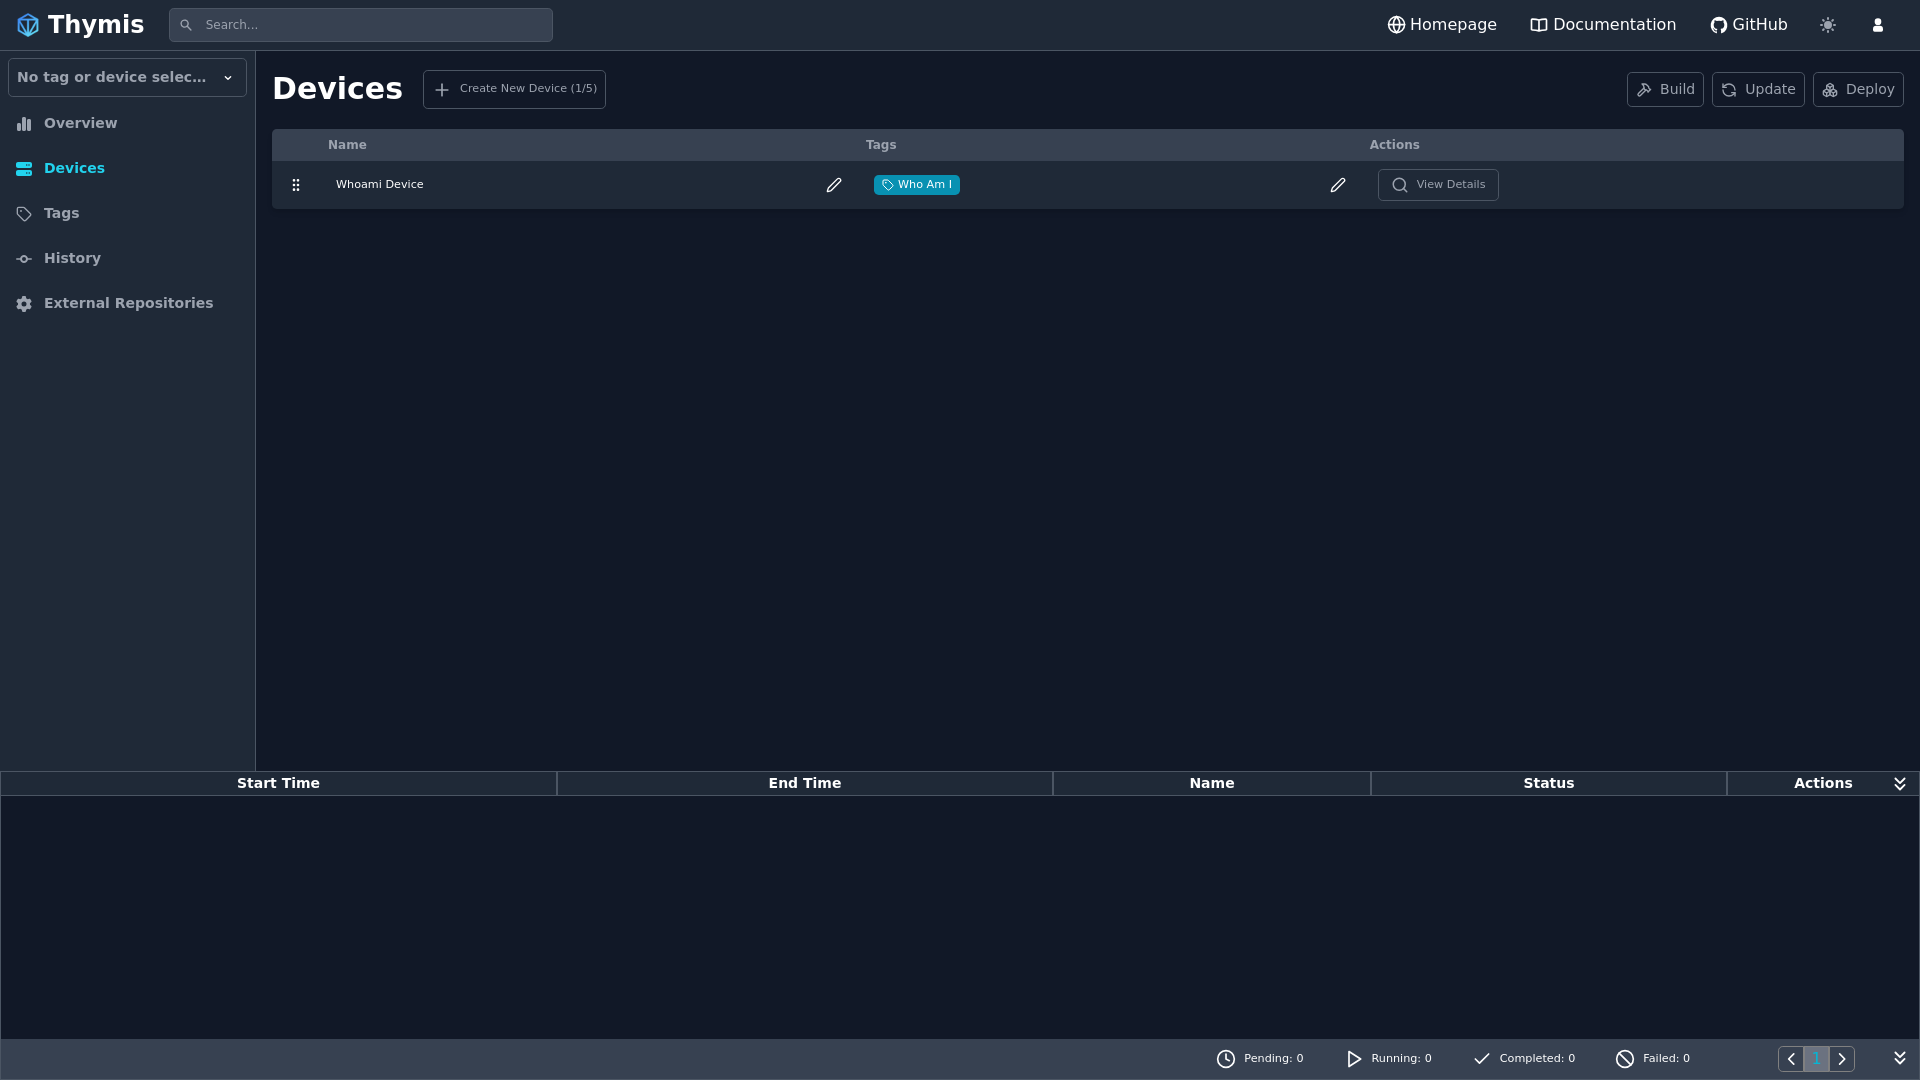 Thymis
Search...
Homepage
Documentation
GitHub
No tag or device selec...
Overview
Devices
Tags
History
External Repositories
Devices
Create New Device (1/5)
Build
Update
Deploy
Name Tags Actions
Whoami Device Who Am I View Details
Start Time End Time Name Status Actions
Pending: 0 Running: 0 Completed: 0 Failed: 0 1